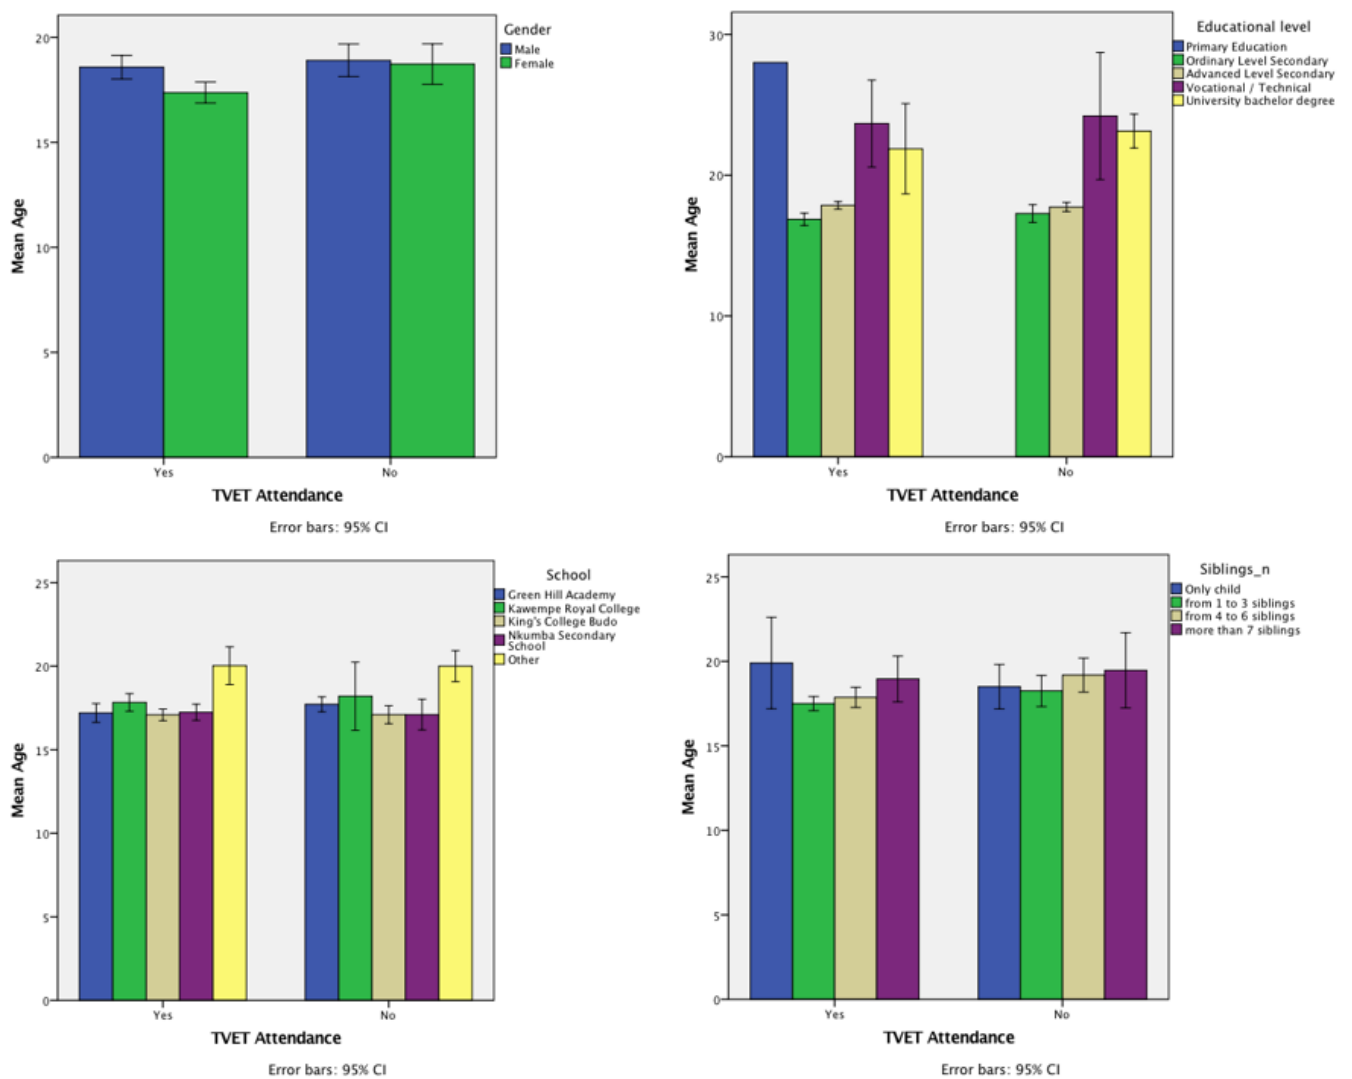 Gender
Male
Female
20
15
10
5
0
Mean Age
Yes
No
TVET Attendance
Error bars: 95% CI
Educational level
Primary Education
Ordinary Level Secondary
Advanced Level Secondary
Vocational / Technical
University bachelor degree
30
20
10
0
Mean Age
Yes
No
TVET Attendance
Error bars: 95% CI
School
Green Hill Academy
Kawempe Royal College
King's College Budo
Nkumba Secondary
School
Other
25
20
15
10
5
0
Mean Age
Yes
No
TVET Attendance
Error bars: 95% CI
Siblings_n
Only child
from 1 to 3 siblings
from 4 to 6 siblings
more than 7 siblings
25
20
15
10
5
0
Mean Age
Yes
No
TVET Attendance
Error bars: 95% CI